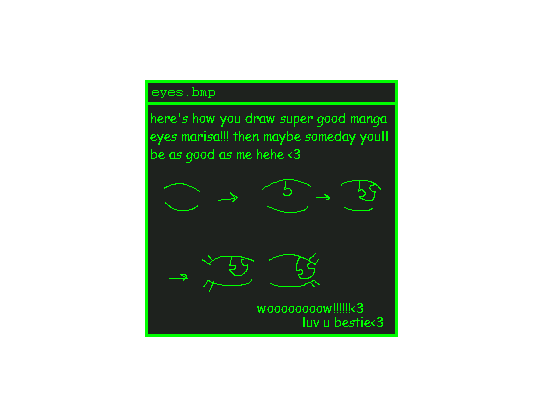 eyes.bmp
here's how you draw super good manga
eyes marisa!!! then maybe someday youll
be as good as me hehe <3
woooooooow!!!!!!<3
luv u bestie<3